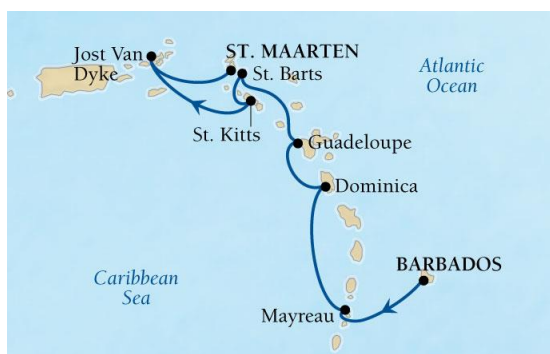 Jost Van
Dyke
ST. MAARTEN
St. Barts
Atlantic
Ocean
St. Kitts
Guadeloupe
Dominica
BARBADOS
Caribbean
Sea
Mayreau